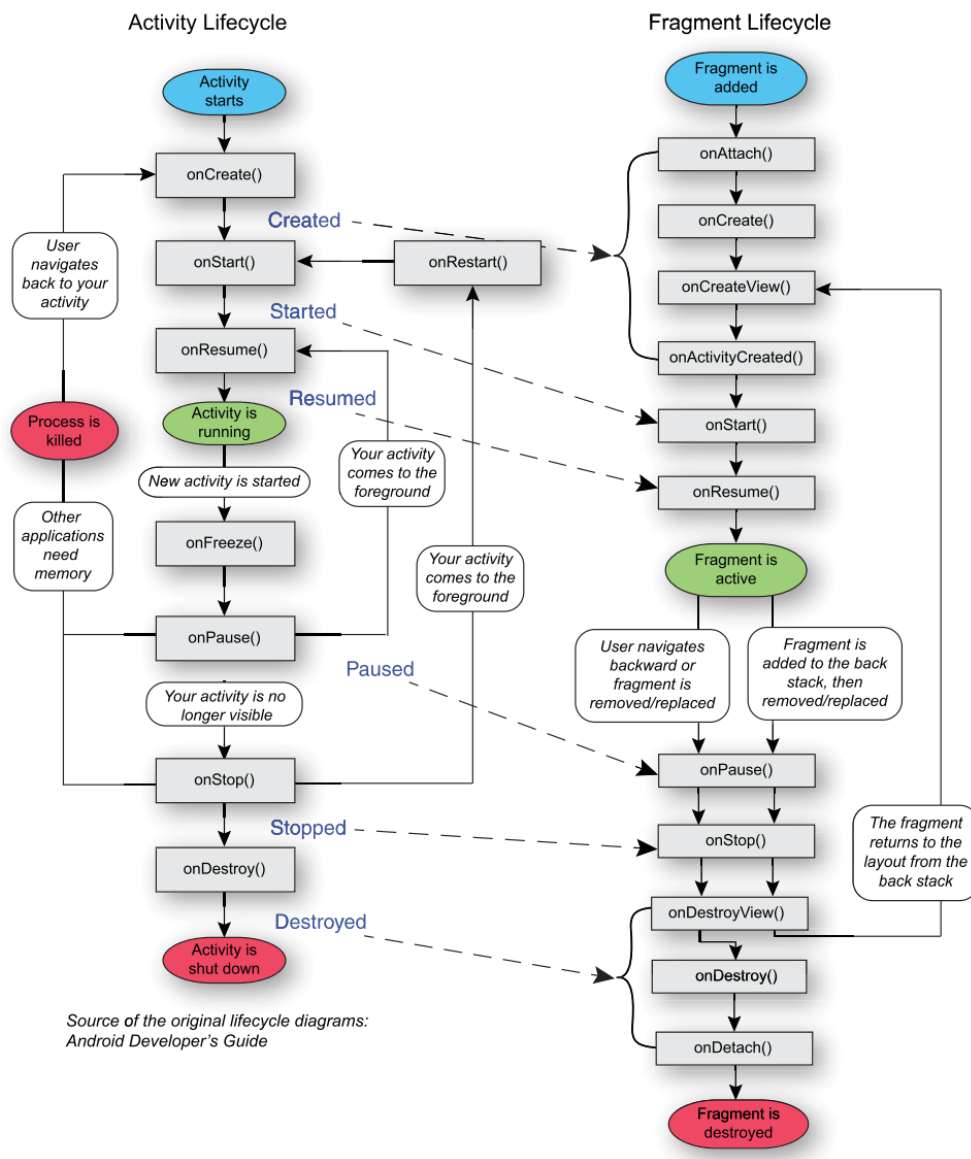 Activity Lifecycle
Fragment Lifecycle
Activity
starts
onCreate()
User
navigates
back to your
activity
onStart()
onRestart()
onResume()
Process is
killed
Activity is
running
Your activity
comes to the
foreground
New activity is started
Other
applications
need
memory
onFreeze()
Your activity
comes to the
foreground
onPause()
Your activity is no
longer visible
onStop()
onDestroy()
Activity is
shut down
Source of the original lifecycle diagrams:
Android Developer's Guide
Created
Started
Resumed
Paused
Stopped
Destroyed
Fragment is
added
onAttach()
onCreate()
onCreateView()
onActivityCreated()
onStart()
onResume()
Fragment is
active
User navigates
backward or
fragment is
removed/replaced
Fragment is
added to the back
stack, then
removed/replaced
onPause()
onStop()
The fragment
returns to the
layout from the
back stack
onDestroyView()
onDestroy()
onDetach()
Fragment is
destroyed